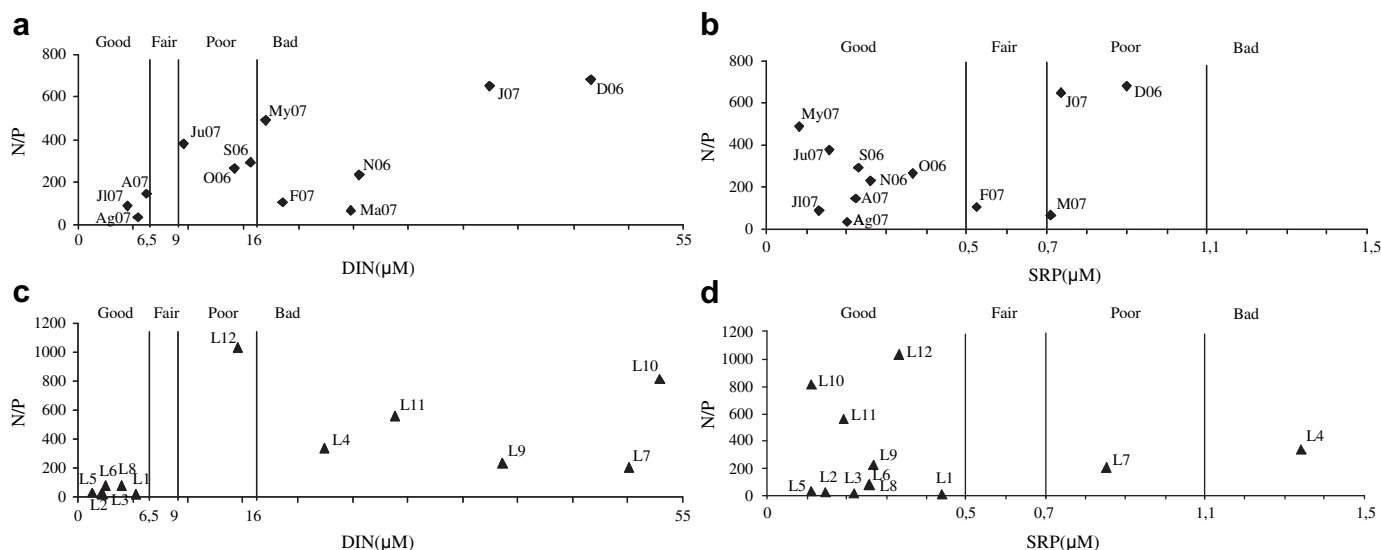 a
Good Fair Poor Bad
800
600
400
200
0
N/P
J07 D06
My07
Ju07
S06
O06
N06
A07
Jl07
Ag07
F07
Ma07
0 6,5 9 16 55
DIN(µM)
b
Good Fair Poor Bad
800
600
400
200
0
N/P
My07
J07 D06
Ju07
S06
O06
N06
Jl07
A07
Ag07
F07
M07
0 0,5 0,7 1,1 1,5
SRP(µM)
c
Good Fair Poor Bad
1200
1000
800
600
400
200
0
N/P
L12
L10
L11
L4
L9
L7
L5 L6 L8 L1
L2 L3
0 6,5 9 16 55
DIN(µM)
d
Good Fair Poor Bad
1200
1000
800
600
400
200
0
N/P
L12
L10
L11
L4
L9
L7
L5 L2 L3 L6 L1
L8
0 0,5 0,7 1,1 1,5
SRP(µM)